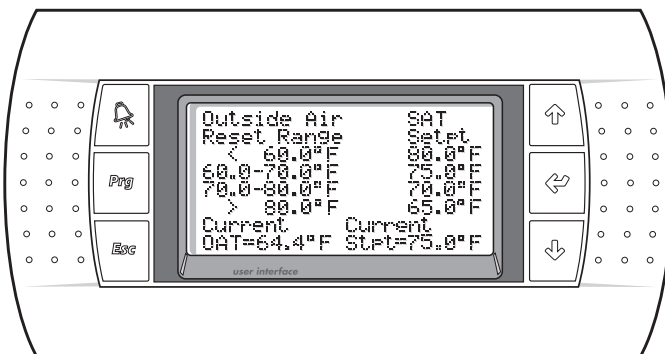 Outside Air SAT
Reset Range Setpt
< 60.0°F 80.0°F
60.0-70.0°F 75.0°F
70.0-80.0°F 70.0°F
> 80.0°F 65.0°F
Current Current
OAT=64.4°F Stpt=75.0°F
Prg
Esc
user interface